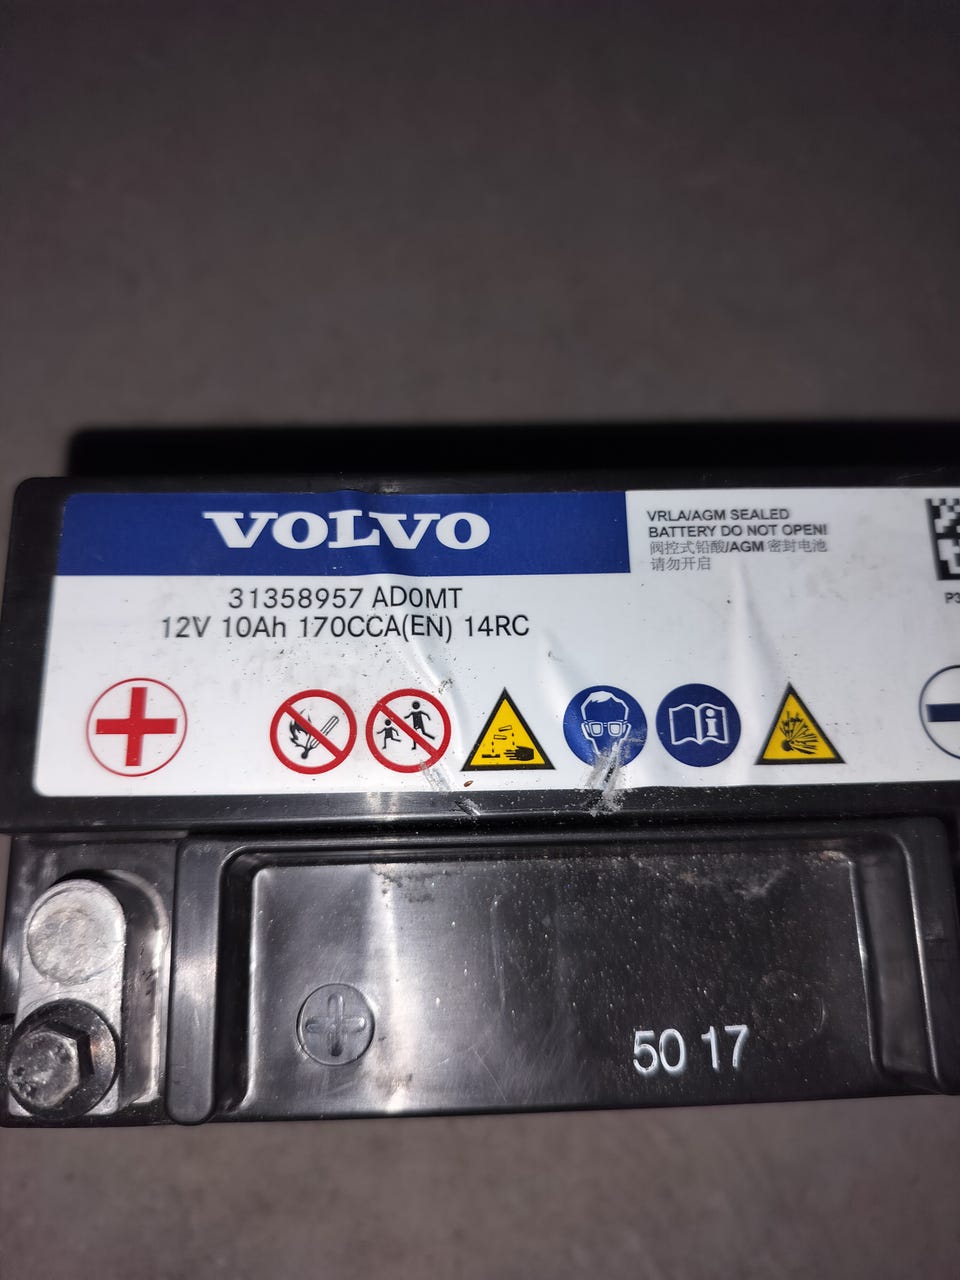 VOLVO
31358957 AD0MT
12V 10Ah 170CCA(EN) 14RC
VRLA/AGM SEALED
BATTERY DO NOT OPEN!
阀控式铅酸/AGM 密封电池
请勿开启
P3
50 17